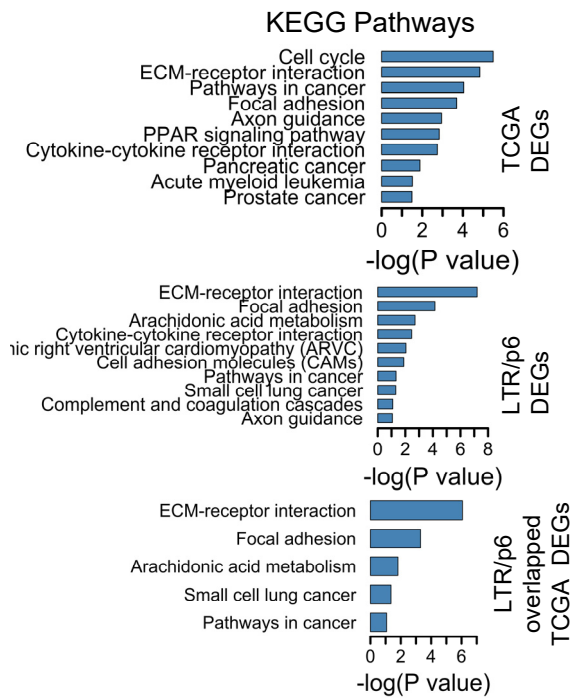 KEGG Pathways
Cell cycle
ECM-receptor interaction
Pathways in cancer
Focal adhesion
Axon guidance
PPAR signaling pathway
Cytokine-cytokine receptor interaction
Pancreatic cancer
Acute myeloid leukemia
Prostate cancer
0 2 4 6
-log(P value)
TCGA
DEGs
ECM-receptor interaction
Focal adhesion
Arachidonic acid metabolism
Cytokine-cytokine receptor interaction
right ventricular cardiomyopathy (ARVC)
Cell adhesion molecules (CAMs)
Pathways in cancer
Small cell lung cancer
Complement and coagulation cascades
Axon guidance
0 2 4 6 8
-log(P value)
LTR/p6
DEGs
ECM-receptor interaction
Focal adhesion
Arachidonic acid metabolism
Small cell lung cancer
Pathways in cancer
0 2 4 6
-log(P value)
LTR/p6
overlapped
TCGA DEGs